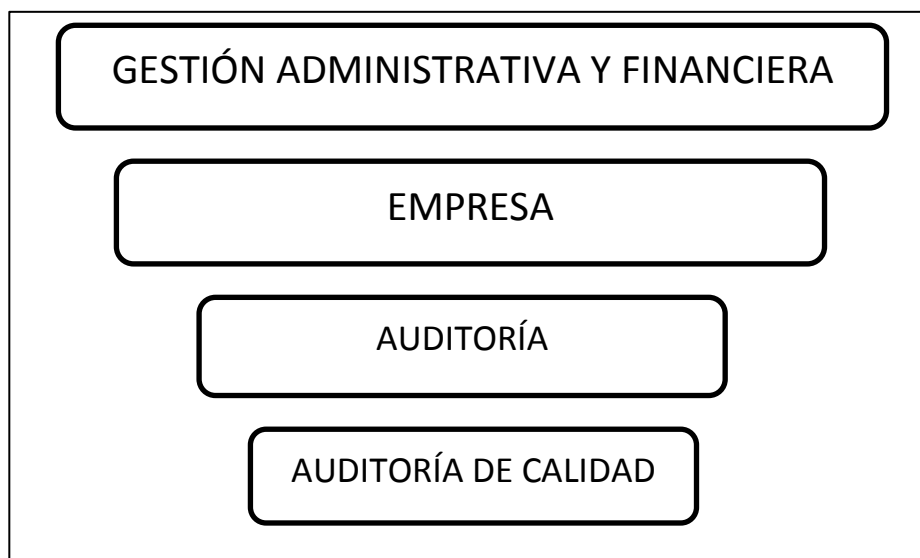 GESTIÓN ADMINISTRATIVA Y FINANCIERA
EMPRESA
AUDITORÍA
AUDITORÍA DE CALIDAD